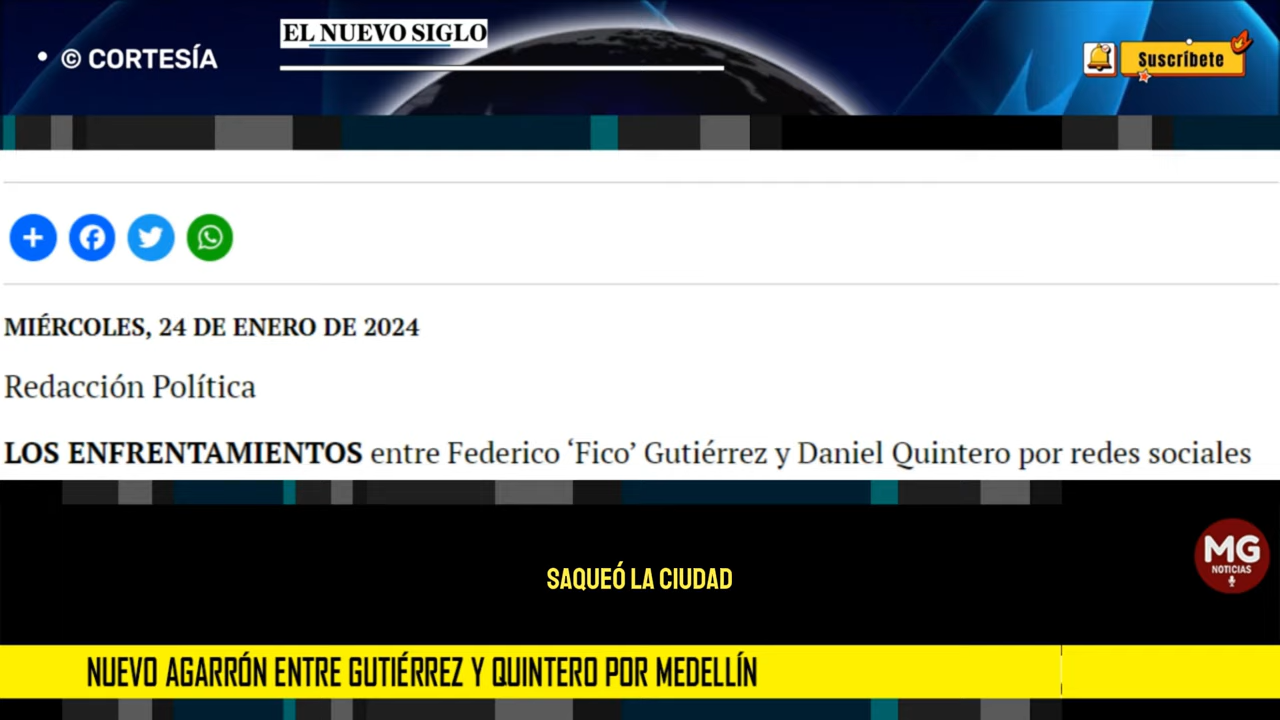 • © CORTESÍA
EL NUEVO SIGLO
Suscríbete
MIÉRCOLES, 24 DE ENERO DE 2024
Redacción Política
LOS ENFRENTAMIENTOS entre Federico ‘Fico’ Gutiérrez y Daniel Quintero por redes sociales
SAQUEÓ LA CIUDAD
MG
NOTICIAS
NUEVO AGARRÓN ENTRE GUTIÉRREZ Y QUINTERO POR MEDELLÍN